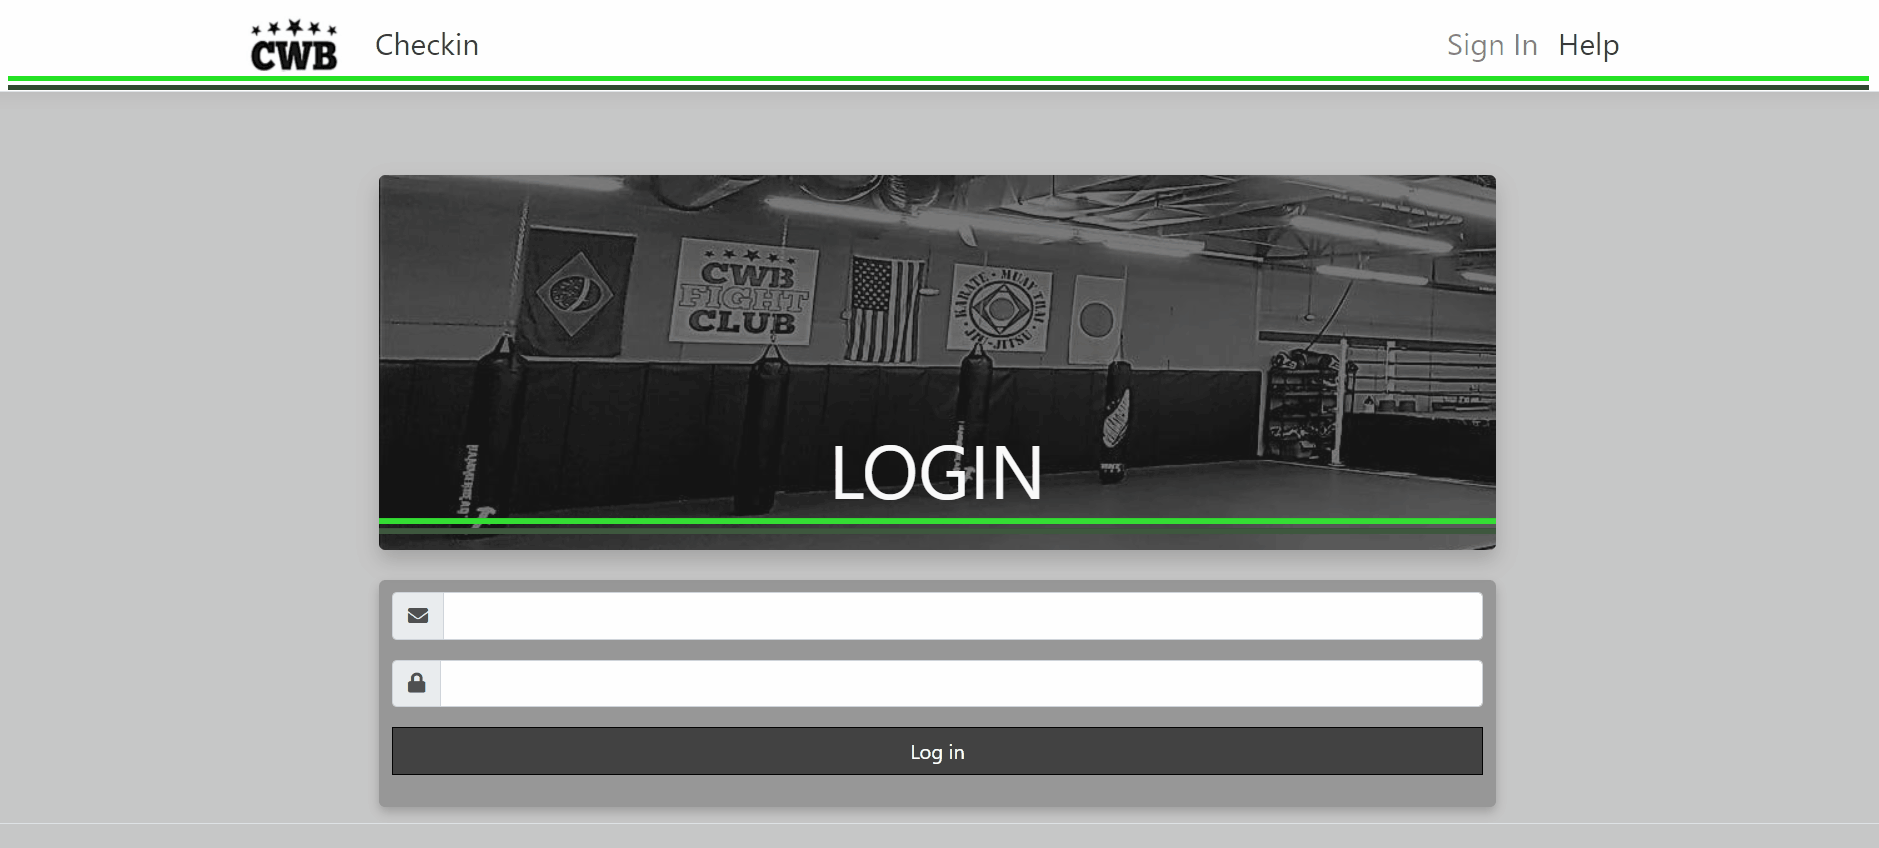 CWB
Checkin
Sign In
Help
CWB
FIGHT
CLUB
KARATE • MUAY THAI • JIU-JITSU •
LOGIN
Log in